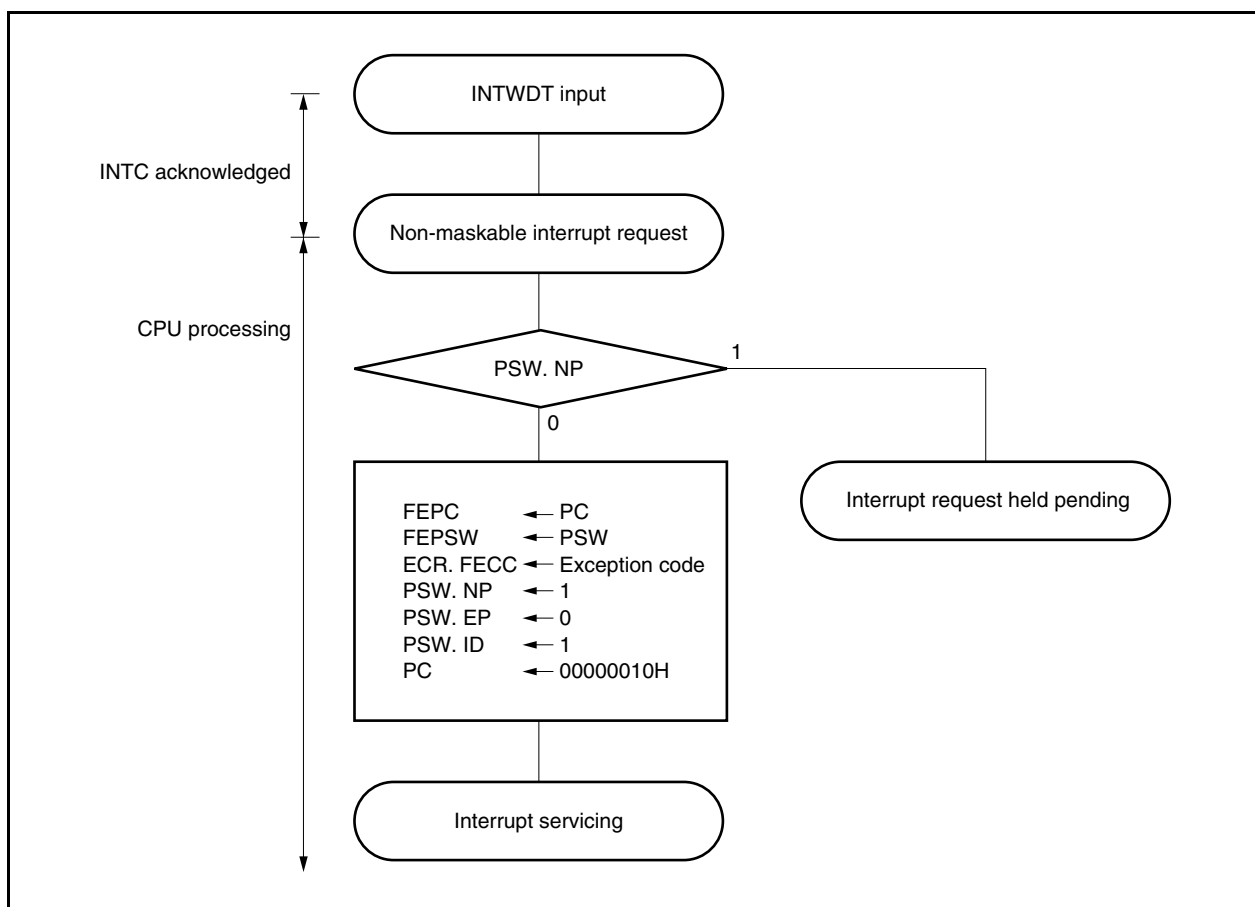 INTWDT input
INTC acknowledged
Non-maskable interrupt request
CPU processing
PSW. NP
1
0
Interrupt request held pending
FEPC ← PC
FEPSW ← PSW
ECR. FECC ← Exception code
PSW. NP ← 1
PSW. EP ← 0
PSW. ID ← 1
PC ← 00000010H
Interrupt servicing